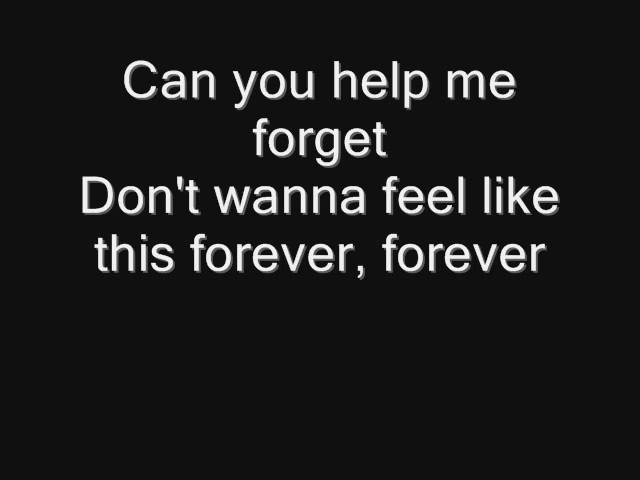 Can you help me
forget
Don't wanna feel like
this forever, forever